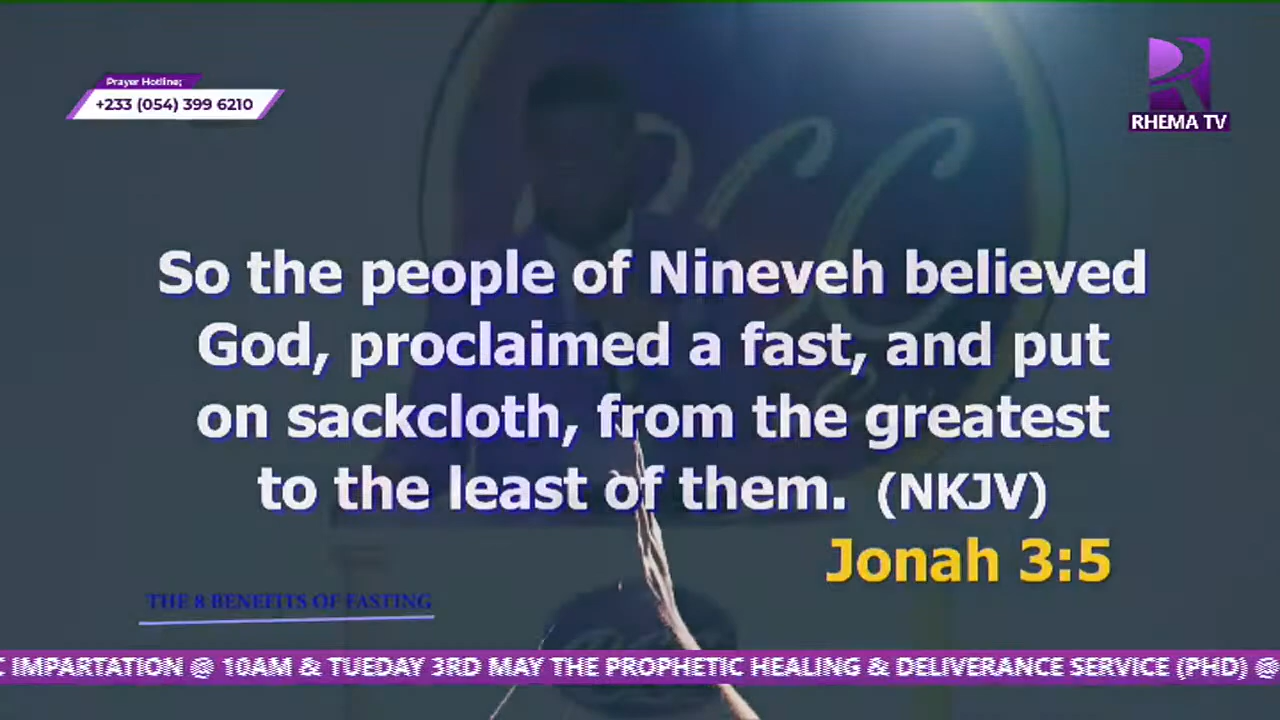 Prayer Hotline;
+233 (054) 399 6210
RHEMA TV
So the people of Nineveh believed
God, proclaimed a fast, and put
on sackcloth, from the greatest
to the least of them. (NKJV)
Jonah 3:5
THE 8 BENEFITS OF FASTING
IMPARTATION @ 10AM & TUEDAY 3RD MAY THE PROPHETIC HEALING & DELIVERANCE SERVICE (PHD) @